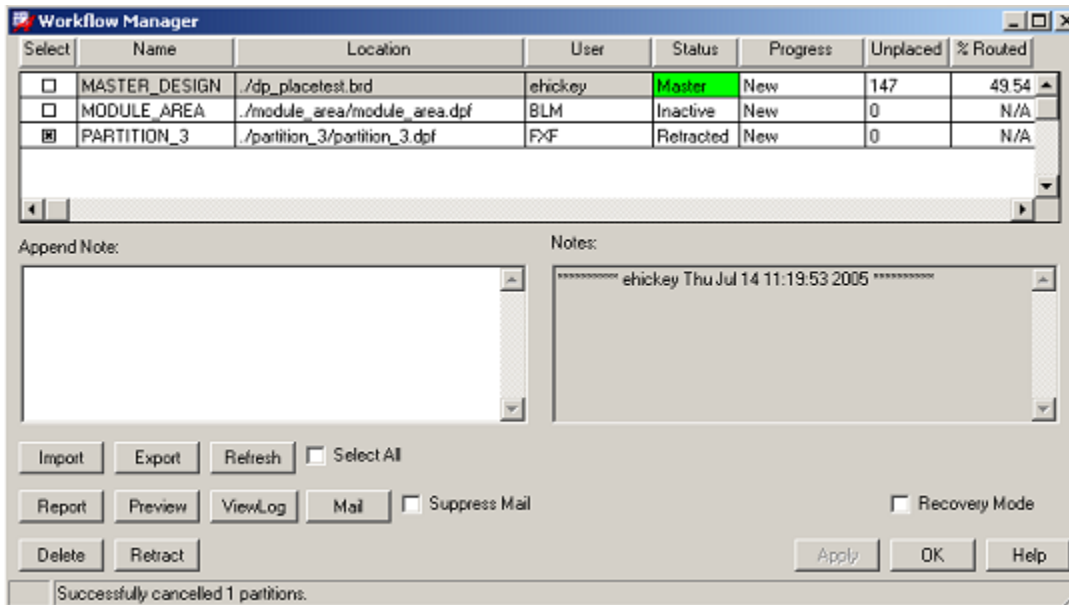 Workflow Manager
Select Name Location User Status Progress Unplaced % Routed
MASTER_DESIGN ./dp_placetest.brd ehickey Master New 147 49.54
MODULE_AREA ./module_area/module_area.dpf BLM Inactive New 0 N/A
PARTITION_3 ./partition_3/partition_3.dpf FXF Retracted New 0 N/A
Append Note: Notes:
********** ehickey Thu Jul 14 11:19:53 2005 **********
Import Export Refresh Select All
Report Preview ViewLog Mail Suppress Mail Recovery Mode
Delete Retract Apply OK Help
Successfully cancelled 1 partitions.